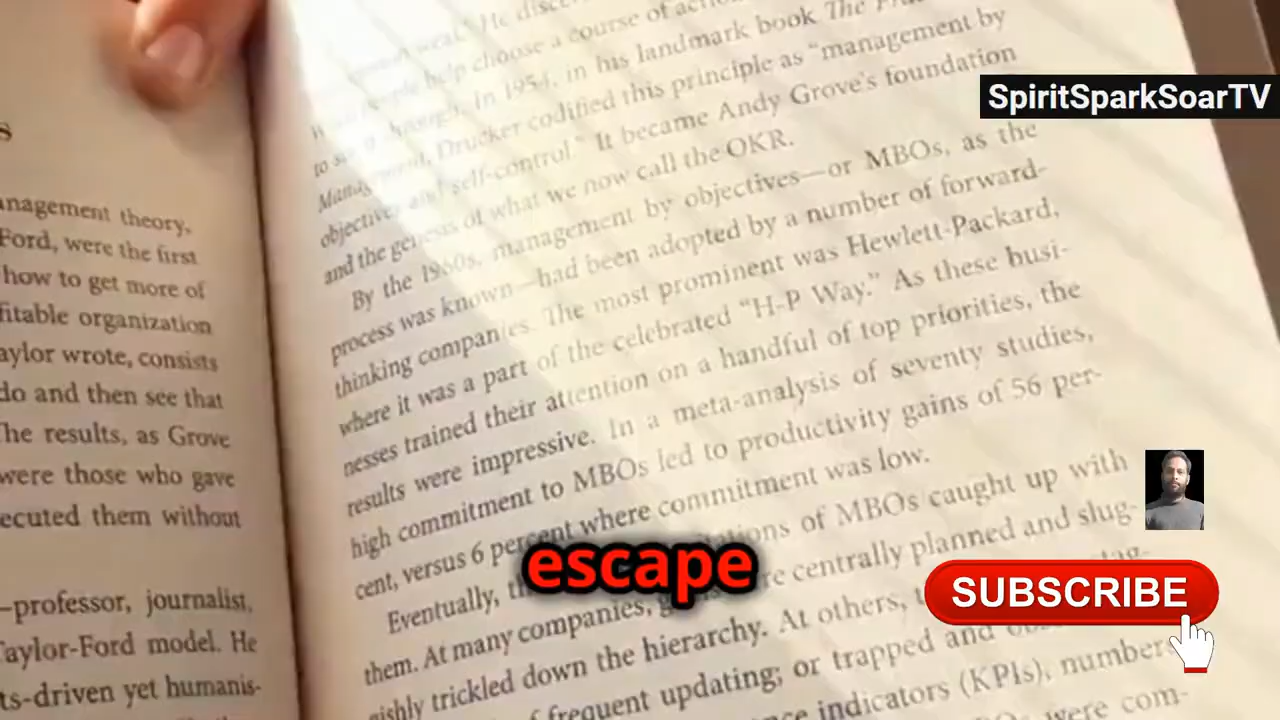 s
nagement theory,
Ford, were the first
how to get more of
fitable organization
aylor wrote, consists
do and then see that
The results, as Grove
were those who gave
ecuted them without
—professor, journalist,
Taylor-Ford model. He
ts-driven yet humanis-
He
help choose a course of
to through. In 1954, in his landmark book The
Drucker codified this principle as "management by
objectives and self-control." It became Andy Grove's foundation
and the genesis of what we now call the OKR.
By the 1960s, management by objectives—or MBOs, as the
process was known—had been adopted by a number of forward-
thinking companies. The most prominent was Hewlett-Packard,
where it was a part of the celebrated "H-P Way." As these busi-
nesses trained their attention on a handful of top priorities, the
results were impressive. In a meta-analysis of seventy studies,
high commitment to MBOs led to productivity gains of 56 per-
cent, versus 6 percent where commitment was low.
Eventually, of MBOs caught up with
them. At many companies, centrally planned and slug-
gishly trickled down the hierarchy. At others,
frequent updating; or trapped and
indicators (KPIs), numbers
were com-
SpiritSparkSoarTV
escape
SUBSCRIBE